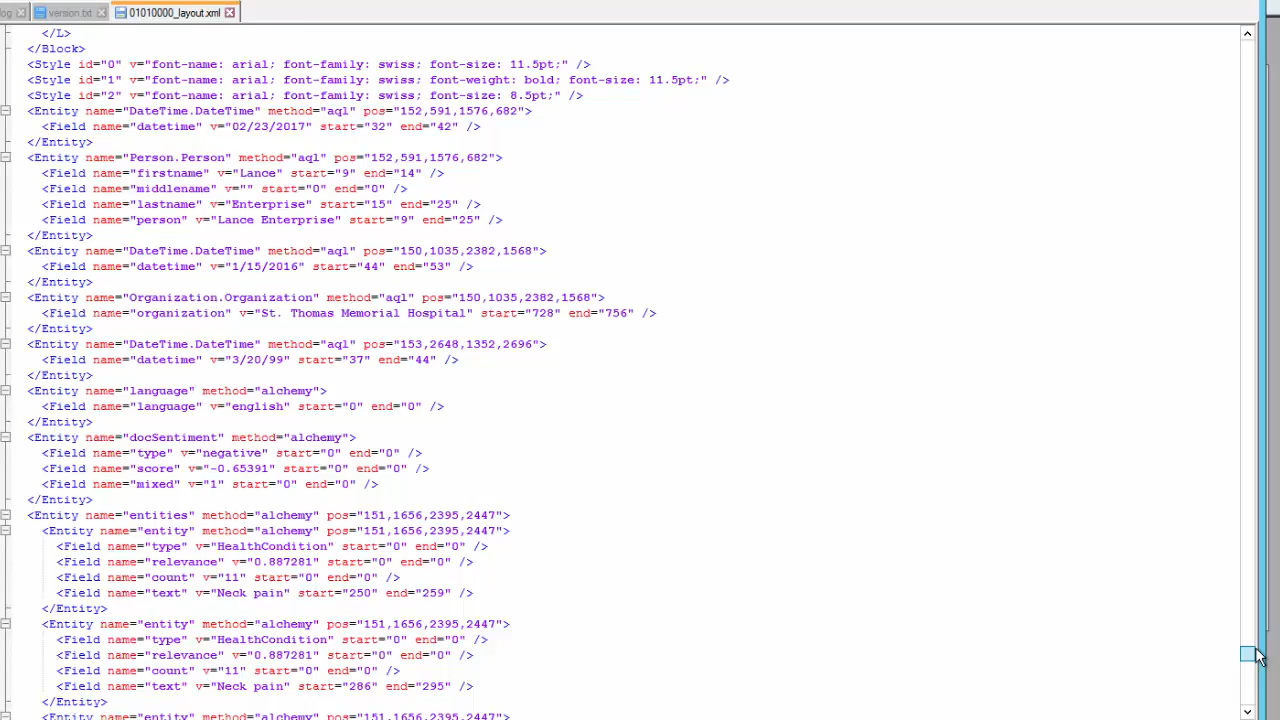 log
version.txt
01010000_layout.xml
</L>
</Block>
<Style id="0" v="font-name: arial; font-family: swiss; font-size: 11.5pt;" />
<Style id="1" v="font-name: arial; font-family: swiss; font-weight: bold; font-size: 11.5pt;" />
<Style id="2" v="font-name: arial; font-family: swiss; font-size: 8.5pt;" />
<Entity name="DateTime.DateTime" method="aql" pos="152,591,1576,682">
<Field name="datetime" v="02/23/2017" start="32" end="42" />
</Entity>
<Entity name="Person.Person" method="aql" pos="152,591,1576,682">
<Field name="firstname" v="Lance" start="9" end="14" />
<Field name="middlename" v="" start="0" end="0" />
<Field name="lastname" v="Enterprise" start="15" end="25" />
<Field name="person" v="Lance Enterprise" start="9" end="25" />
</Entity>
<Entity name="DateTime.DateTime" method="aql" pos="150,1035,2382,1568">
<Field name="datetime" v="1/15/2016" start="44" end="53" />
</Entity>
<Entity name="Organization.Organization" method="aql" pos="150,1035,2382,1568">
<Field name="organization" v="St. Thomas Memorial Hospital" start="728" end="756" />
</Entity>
<Entity name="DateTime.DateTime" method="aql" pos="153,2648,1352,2696">
<Field name="datetime" v="3/20/99" start="37" end="44" />
</Entity>
<Entity name="language" method="alchemy">
<Field name="language" v="english" start="0" end="0" />
</Entity>
<Entity name="docSentiment" method="alchemy">
<Field name="type" v="negative" start="0" end="0" />
<Field name="score" v="-0.65391" start="0" end="0" />
<Field name="mixed" v="1" start="0" end="0" />
</Entity>
<Entity name="entities" method="alchemy" pos="151,1656,2395,2447">
<Entity name="entity" method="alchemy" pos="151,1656,2395,2447">
<Field name="type" v="HealthCondition" start="0" end="0" />
<Field name="relevance" v="0.887281" start="0" end="0" />
<Field name="count" v="11" start="0" end="0" />
<Field name="text" v="Neck pain" start="250" end="259" />
</Entity>
<Entity name="entity" method="alchemy" pos="151,1656,2395,2447">
<Field name="type" v="HealthCondition" start="0" end="0" />
<Field name="relevance" v="0.887281" start="0" end="0" />
<Field name="count" v="11" start="0" end="0" />
<Field name="text" v="Neck pain" start="286" end="295" />
</Entity>
<Entity name="entity" method="alchemy" pos="151,1656,2395,2447">